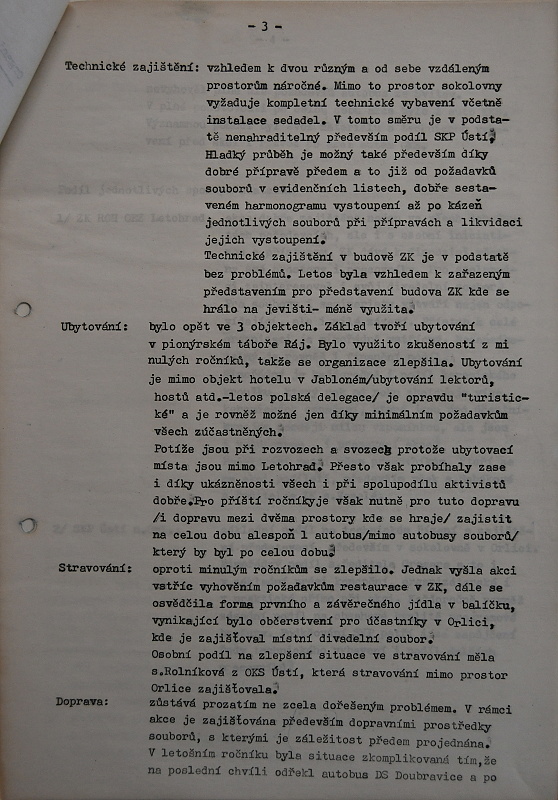 - 3 -
Technické zajištění: vzhledem k dvou různým a od sebe vzdáleným
prostorům náročné. Mimo to prostor sokolovny
vyžaduje kompletní technické vybavení včetně
instalace sedadel. V tomto směru je v podsta-
tě nenahraditelný především podíl SKP Ústí.
Hladký průběh je možný také především díky
dobré přípravě předem a to již od požadavků
souborů v evidenčních listech, dobře sesta-
veném harmonogramu vystoupení až po kázeň
jednotlivých souborů při přípravách a likvidaci
jejich vystoupení.
Technické zajištění v budově ZK je v podstatě
bez problémů. Letos byla vzhledem k zařazeným
představením pro představení budova ZK kde se
hrálo na jevišti- méně využita.
Ubytování: bylo opět ve 3 objektech. Základ tvoří ubytování
v pionýrském táboře Ráj. Bylo využito zkušeností z mi
nulých ročníků, takže se organizace zlepšila. Ubytování
je mimo objekt hotelu v Jabloném/ubytování lektorů,
hostů atd.-letos polská delegace/ je opravdu "turistic-
ké" a je rovněž možné jen díky mihimálním požadavkům
všech zúčastněných.
Potíže jsou při rozvozech a svozech protože ubytovací
místa jsou mimo Letohrad. Přesto však probíhaly zase
i díky ukázněnosti všech i při spolupodílu aktivistů
dobře.Pro příští ročníkyje však nutné pro tuto dopravu
/i dopravu mezi dvěma prostory kde se hraje/ zajistit
na celou dobu alespoň 1 autobus/mimo autobusy souborů/
který by byl po celou dobu.
Stravování: oproti minulým ročníkům se zlepšilo. Jednak vyšla akci
vstříc vyhověním požadavkům restaurace v ZK, dále se
osvědčila forma prvního a závěrečného jídla v balíčku,
vynikající bylo občerstvení pro účastníky v Orlici,
kde je zajišťoval místní divadelní soubor.
Osobní podíl na zlepšení situace ve stravování měla
s.Rolníková z OKS Ústí, která stravování mimo prostor
Orlice zajišťovala.
Doprava: zůstává prozatím ne zcela dořešeným problémem. V rámci
akce je zajišťována především dopravními prostředky
souborů, s kterými je záležitost předem projednána.
V letošním ročníku byla situace zkomplikovaná tím,že
na poslední chvíli odřekl autobus DS Doubravice a po